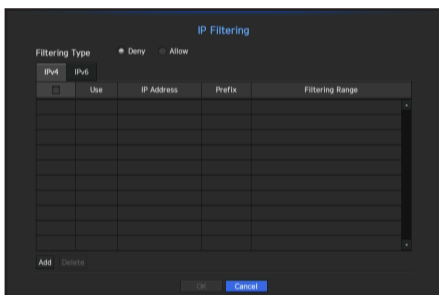 IP Filtering
Filtering Type Deny Allow
IPv4 IPv6
Use IP Address Prefix Filtering Range
Add Delete
OK Cancel